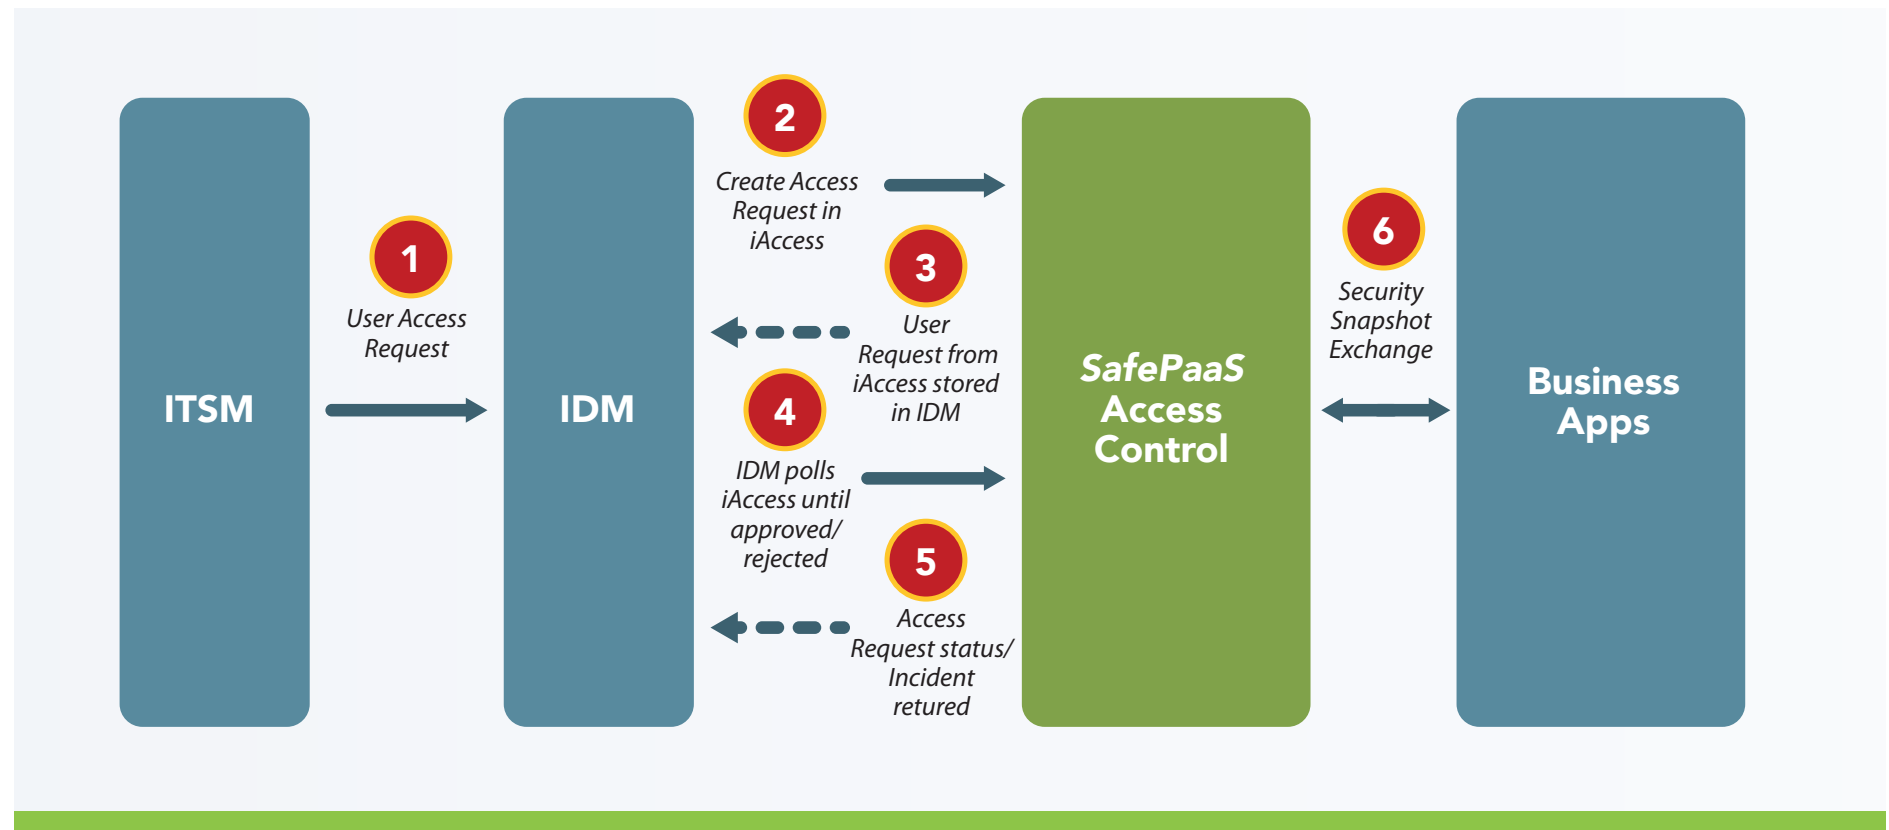 ITSM
1
User Access
Request
IDM
2
Create Access
Request in
iAccess
3
User
Request from
iAccess stored
in IDM
4
IDM polls
iAccess until
approved/
rejected
5
Access
Request status/
Incident
retured
SafePaaS
Access
Control
6
Security
Snapshot
Exchange
Business
Apps